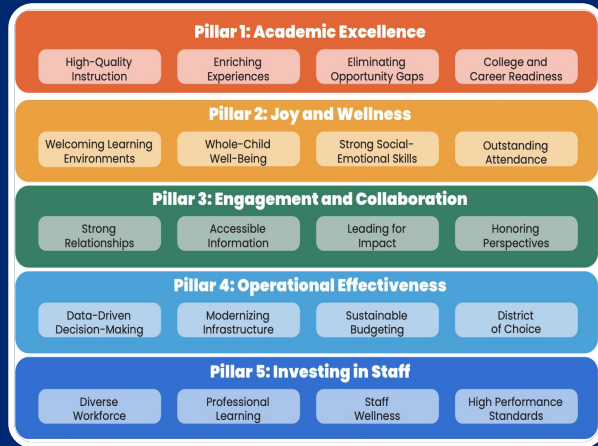 Pillar 1: Academic Excellence
High-Quality
Instruction
Enriching
Experiences
Eliminating
Opportunity Gaps
College and
Career Readiness
Pillar 2: Joy and Wellness
Welcoming Learning
Environments
Whole-Child
Well-Being
Strong Social-
Emotional Skills
Outstanding
Attendance
Pillar 3: Engagement and Collaboration
Strong
Relationships
Accessible
Information
Leading for
Impact
Honoring
Perspectives
Pillar 4: Operational Effectiveness
Data-Driven
Decision-Making
Modernizing
Infrastructure
Sustainable
Budgeting
District
of Choice
Pillar 5: Investing in Staff
Diverse
Workforce
Professional
Learning
Staff
Wellness
High Performance
Standards